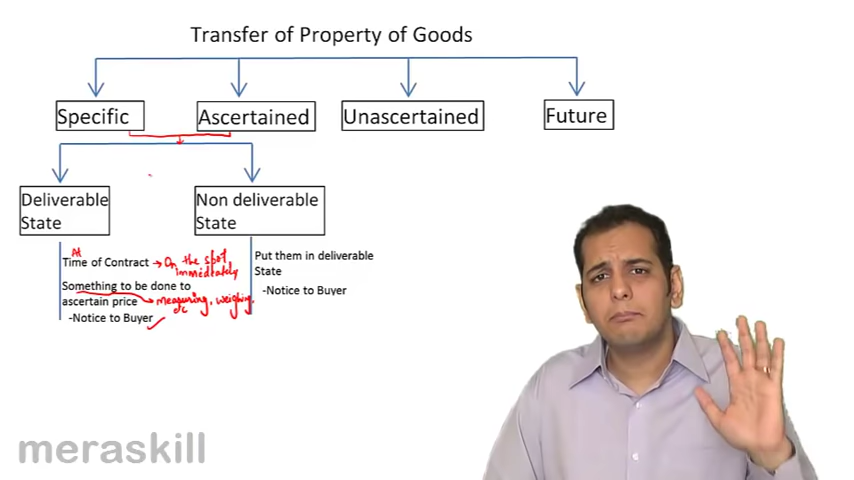 Transfer of Property of Goods
Specific
Ascertained
Unascertained
Future
Deliverable
State
Non deliverable
State
At
Time of Contract → On the spot,
immediately
Something to be done to
ascertain price → measuring, weighing,
etc
-Notice to Buyer
Put them in deliverable
State
-Notice to Buyer
meraskill